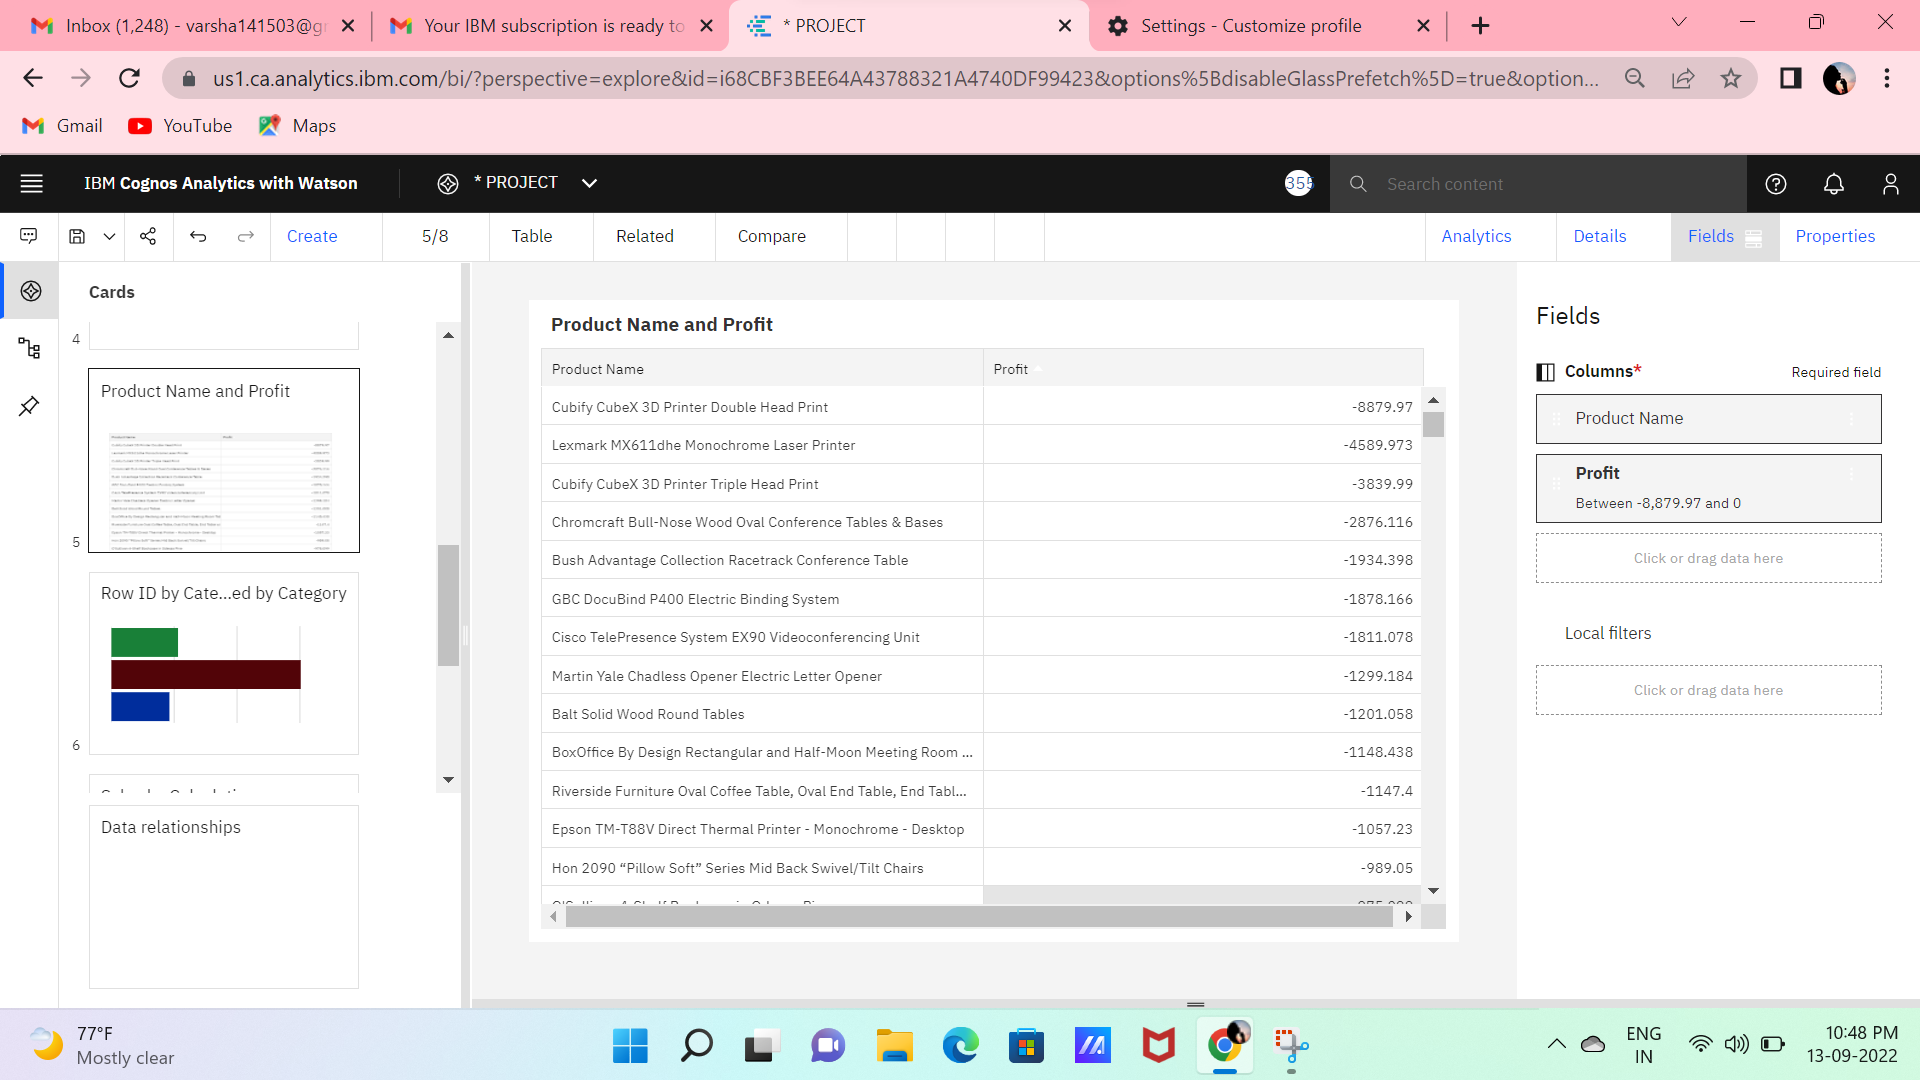 Inbox (1,248) - varsha141503@gr
Your IBM subscription is ready to
* PROJECT
Settings - Customize profile
us1.ca.analytics.ibm.com/bi/?perspective=explore&id=i68CBF3BEE64A43788321A4740DF99423&options%5BdisableGlassPrefetch%5D=true&option...
Gmail
YouTube
Maps
IBM Cognos Analytics with Watson
* PROJECT
355
Search content
Create
5/8
Table
Related
Compare
Analytics
Details
Fields
Properties
Cards
4
Product Name and Profit
5
Row ID by Cate...ed by Category
6
Data relationships
Product Name and Profit
Product Name Profit
Cubify CubeX 3D Printer Double Head Print -8879.97
Lexmark MX611dhe Monochrome Laser Printer -4589.973
Cubify CubeX 3D Printer Triple Head Print -3839.99
Chromcraft Bull-Nose Wood Oval Conference Tables & Bases -2876.116
Bush Advantage Collection Racetrack Conference Table -1934.398
GBC DocuBind P400 Electric Binding System -1878.166
Cisco TelePresence System EX90 Videoconferencing Unit -1811.078
Martin Yale Chadless Opener Electric Letter Opener -1299.184
Balt Solid Wood Round Tables -1201.058
BoxOffice By Design Rectangular and Half-Moon Meeting Room ... -1148.438
Riverside Furniture Oval Coffee Table, Oval End Table, End Tabl... -1147.4
Epson TM-T88V Direct Thermal Printer - Monochrome - Desktop -1057.23
Hon 2090 “Pillow Soft” Series Mid Back Swivel/Tilt Chairs -989.05
Fields
Columns*
Required field
Product Name
Profit
Between -8,879.97 and 0
Click or drag data here
Local filters
Click or drag data here
77°F
Mostly clear
ENG
IN
10:48 PM
13-09-2022